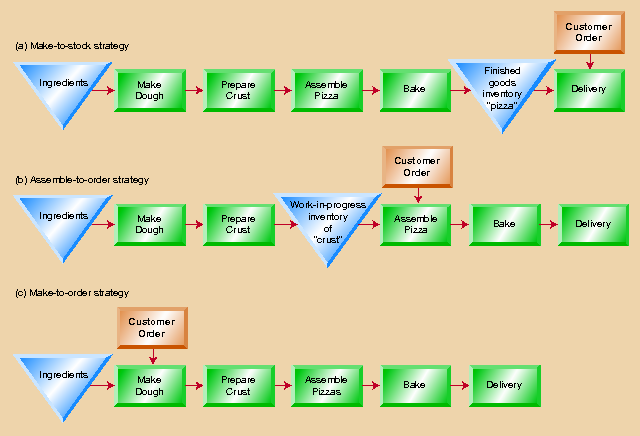 Customer
Order
(a) Make-to-stock strategy
Ingredients
Make
Dough
Prepare
Crust
Assemble
Pizza
Bake
Finished
goods
inventory
"pizza"
Delivery
(b) Assemble-to-order strategy
Customer
Order
Ingredients
Make
Dough
Prepare
Crust
Work-in-progress
inventory
of
"crust"
Assemble
Pizza
Bake
Delivery
(c) Make-to-order strategy
Customer
Order
Ingredients
Make
Dough
Prepare
Crust
Assemble
Pizzas
Bake
Delivery